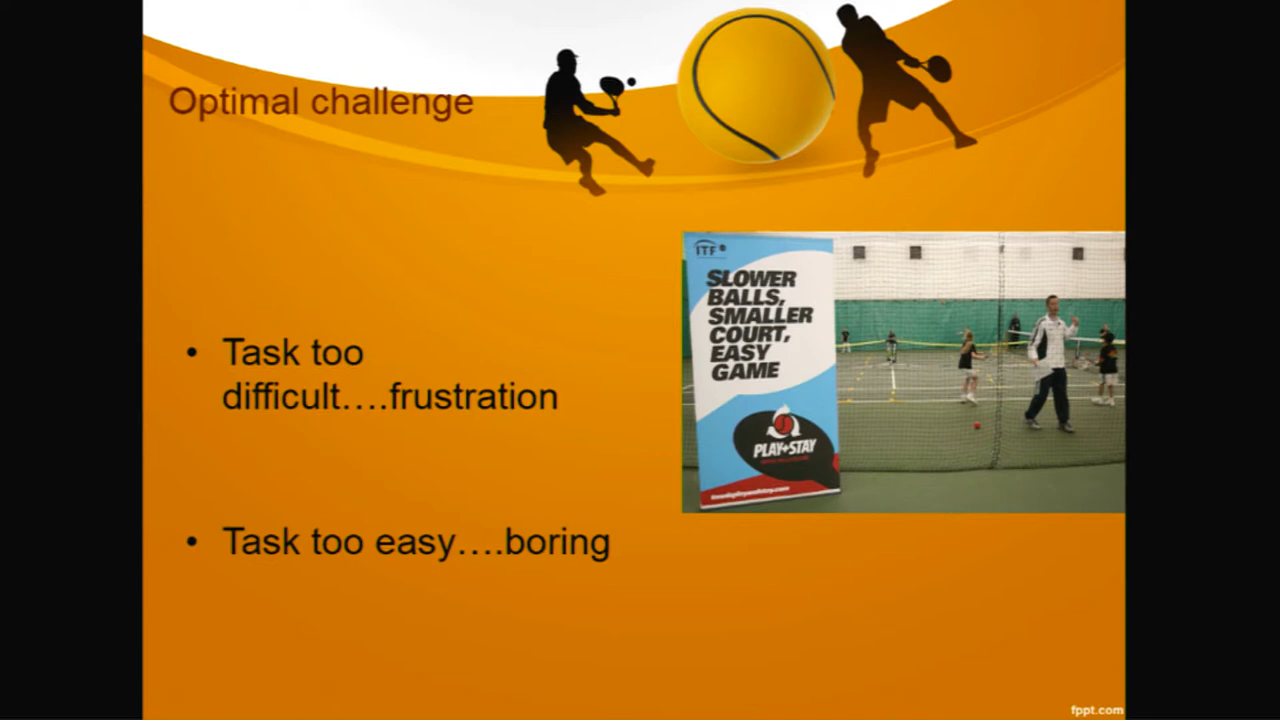 Optimal challenge
• Task too
difficult….frustration
• Task too easy….boring
ITF
SLOWER
BALLS,
SMALLER
COURT,
EASY
GAME
PLAY+STAY
fppt.com